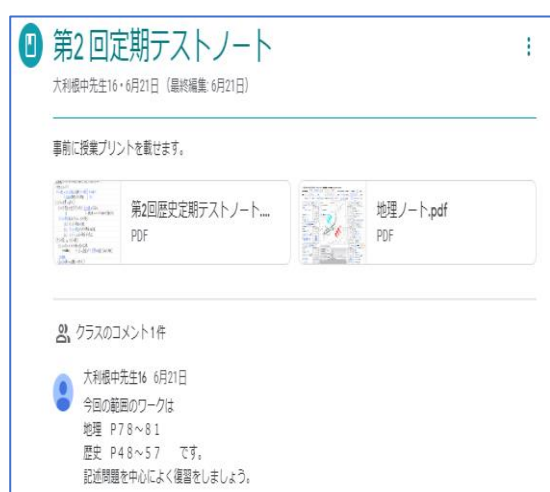 第2回定期テストノート
大利根中先生16・6月21日 (最終編集: 6月21日)
事前に授業プリントを載せます。
第2回歴史定期テストノート....
PDF
地理ノート.pdf
PDF
クラスのコメント1件
大利根中先生16 6月21日
今回の範囲のワークは
地理 P78～81
歴史 P48～57 です。
記述問題を中心によく復習をしましょう。